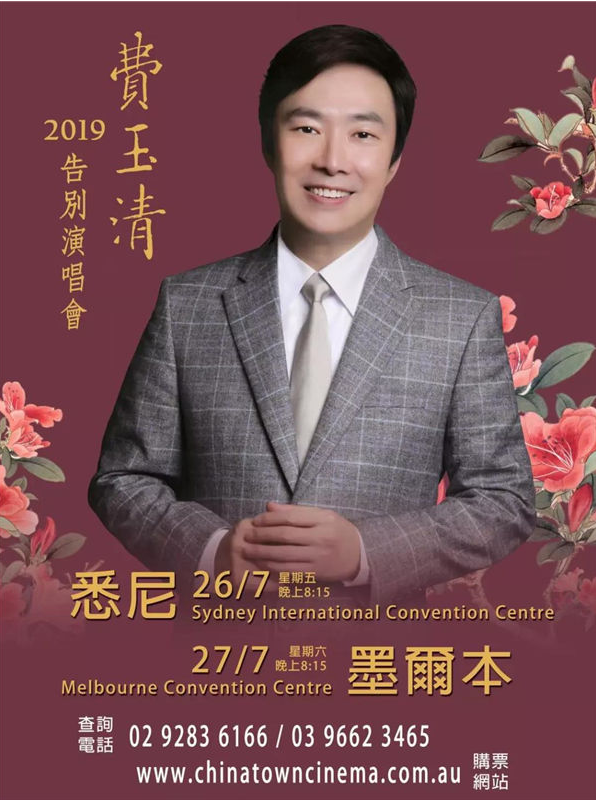 費玉清
2019
告別演唱會
悉尼 26/7 星期五
晚上8:15
Sydney International Convention Centre
27/7 星期六
晚上8:15
Melbourne Convention Centre 墨爾本
查詢
電話
02 9283 6166 / 03 9662 3465
www.chinatowncinema.com.au
購票
網站